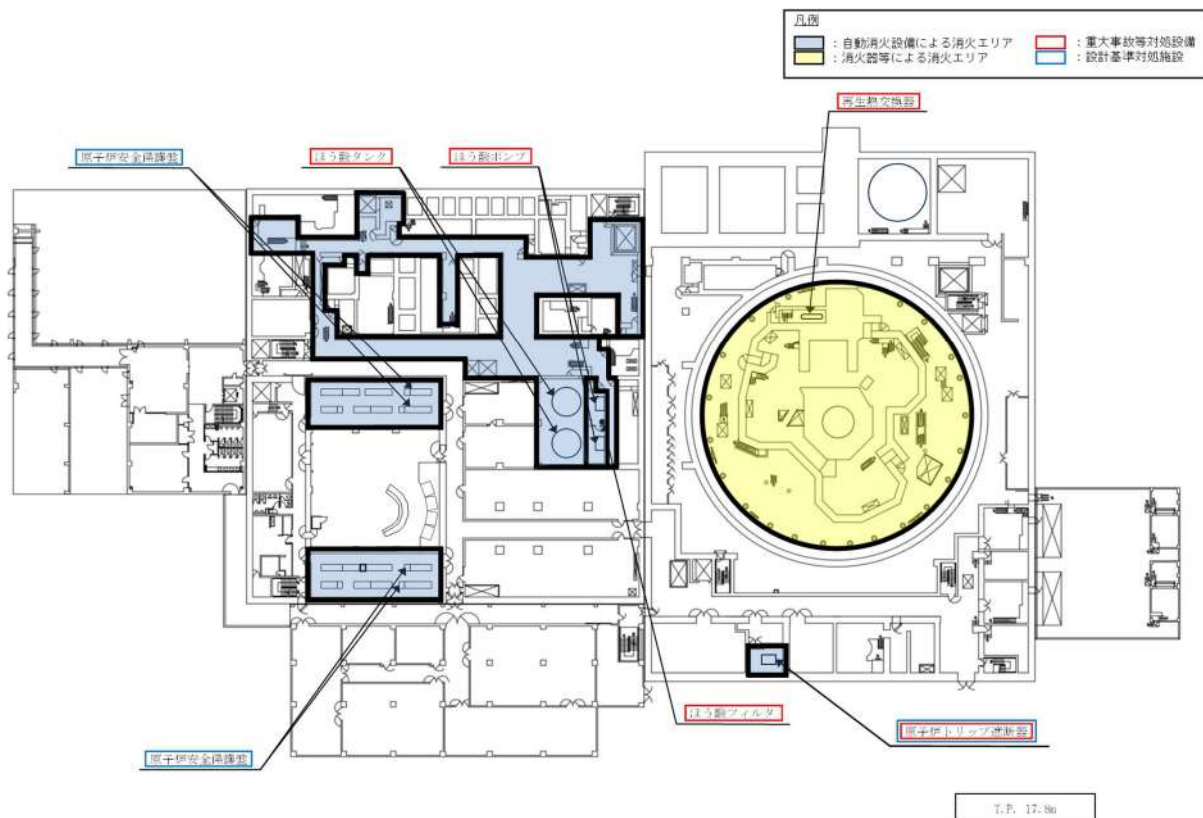 凡例
：自動消火設備による消火エリア
：重大事故等対処設備
：消火器等による消火エリア
：設計基準対処施設
再生熱交換器
原子炉安全保護盤
ほう酸タンク
ほう酸ポンプ
ほう酸フィルタ
原子炉トリップ遮断器
原子炉安全保護盤
T.P. 17.8m